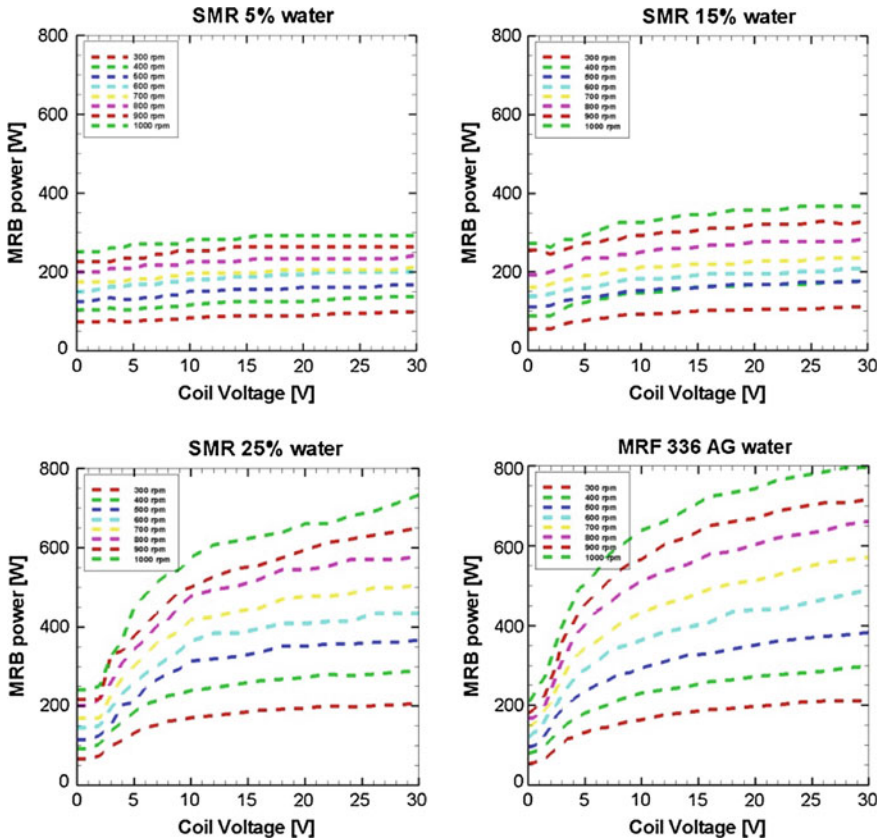 SMR 5% water
800
600
400
200
0
MRB power [W]
300 rpm
400 rpm
500 rpm
600 rpm
700 rpm
800 rpm
900 rpm
1000 rpm
0 5 10 15 20 25 30
Coil Voltage [V]
SMR 15% water
800
600
400
200
0
MRB power [W]
300 rpm
400 rpm
500 rpm
600 rpm
700 rpm
800 rpm
900 rpm
1000 rpm
0 5 10 15 20 25 30
Coil Voltage [V]
SMR 25% water
800
600
400
200
0
MRB power [W]
300 rpm
400 rpm
500 rpm
600 rpm
700 rpm
800 rpm
900 rpm
1000 rpm
0 5 10 15 20 25 30
Coil Voltage [V]
MRF 336 AG water
800
600
400
200
0
MRB power [W]
300 rpm
400 rpm
500 rpm
600 rpm
700 rpm
800 rpm
900 rpm
1000 rpm
0 5 10 15 20 25 30
Coil Voltage [V]